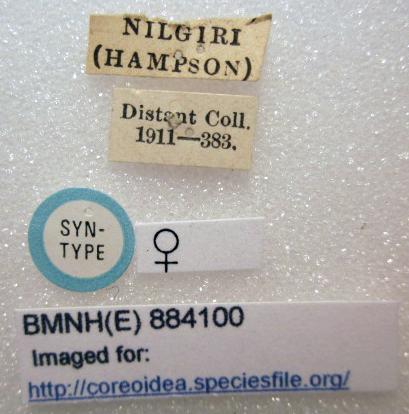 NILGIRI
(HAMPSON)
Distant Coll.
1911—383.
SYN-
TYPE
♀
BMNH(E) 884100
Imaged for:
http://coreoidea.speciesfile.org/